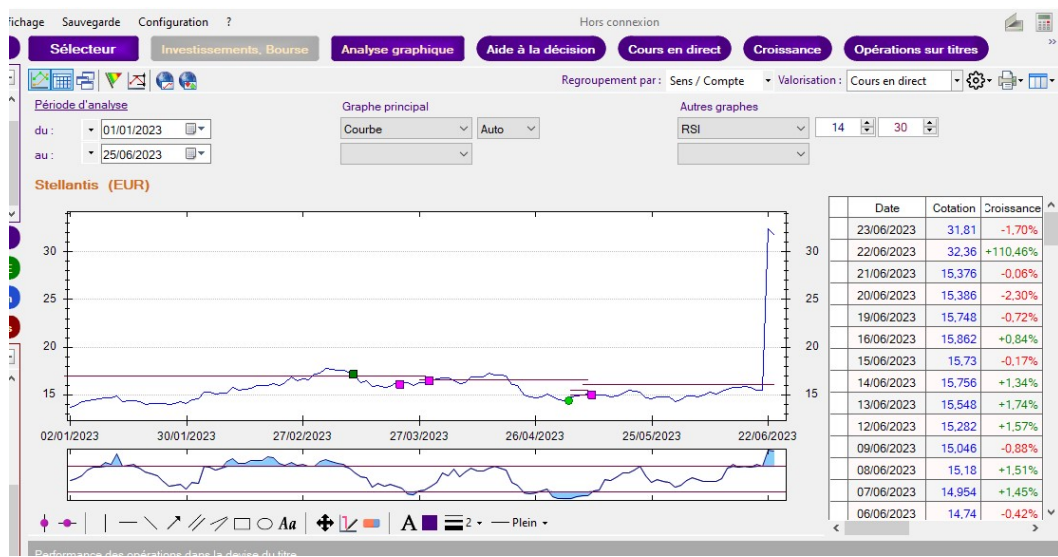 fichage Sauvegarde Configuration ? Hors connexion
Sélecteur Investissements, Bourse Analyse graphique Aide à la décision Cours en direct Croissance Opérations sur titres »
Regroupement par : Sens / Compte Valorisation : Cours en direct
Période d'analyse Graphe principal Autres graphes
du : 01/01/2023 Courbe Auto RSI 14 30
au : 25/06/2023
Stellantis (EUR)
Date Cotation Croissance
23/06/2023 31,81 -1,70%
22/06/2023 32,36 +110,46%
21/06/2023 15,376 -0,06%
20/06/2023 15,386 -2,30%
19/06/2023 15,748 -0,72%
16/06/2023 15,862 +0,84%
15/06/2023 15,73 -0,17%
14/06/2023 15,756 +1,34%
13/06/2023 15,548 +1,74%
12/06/2023 15,282 +1,57%
09/06/2023 15,046 -0,88%
08/06/2023 15,18 +1,51%
07/06/2023 14,954 +1,45%
06/06/2023 14,74 -0,42%
30 30
25 25
20 20
15 15
02/01/2023 30/01/2023 27/02/2023 27/03/2023 26/04/2023 25/05/2023 22/06/2023
Aa A 2 Plein
Performance des opérations dans la devise du titre